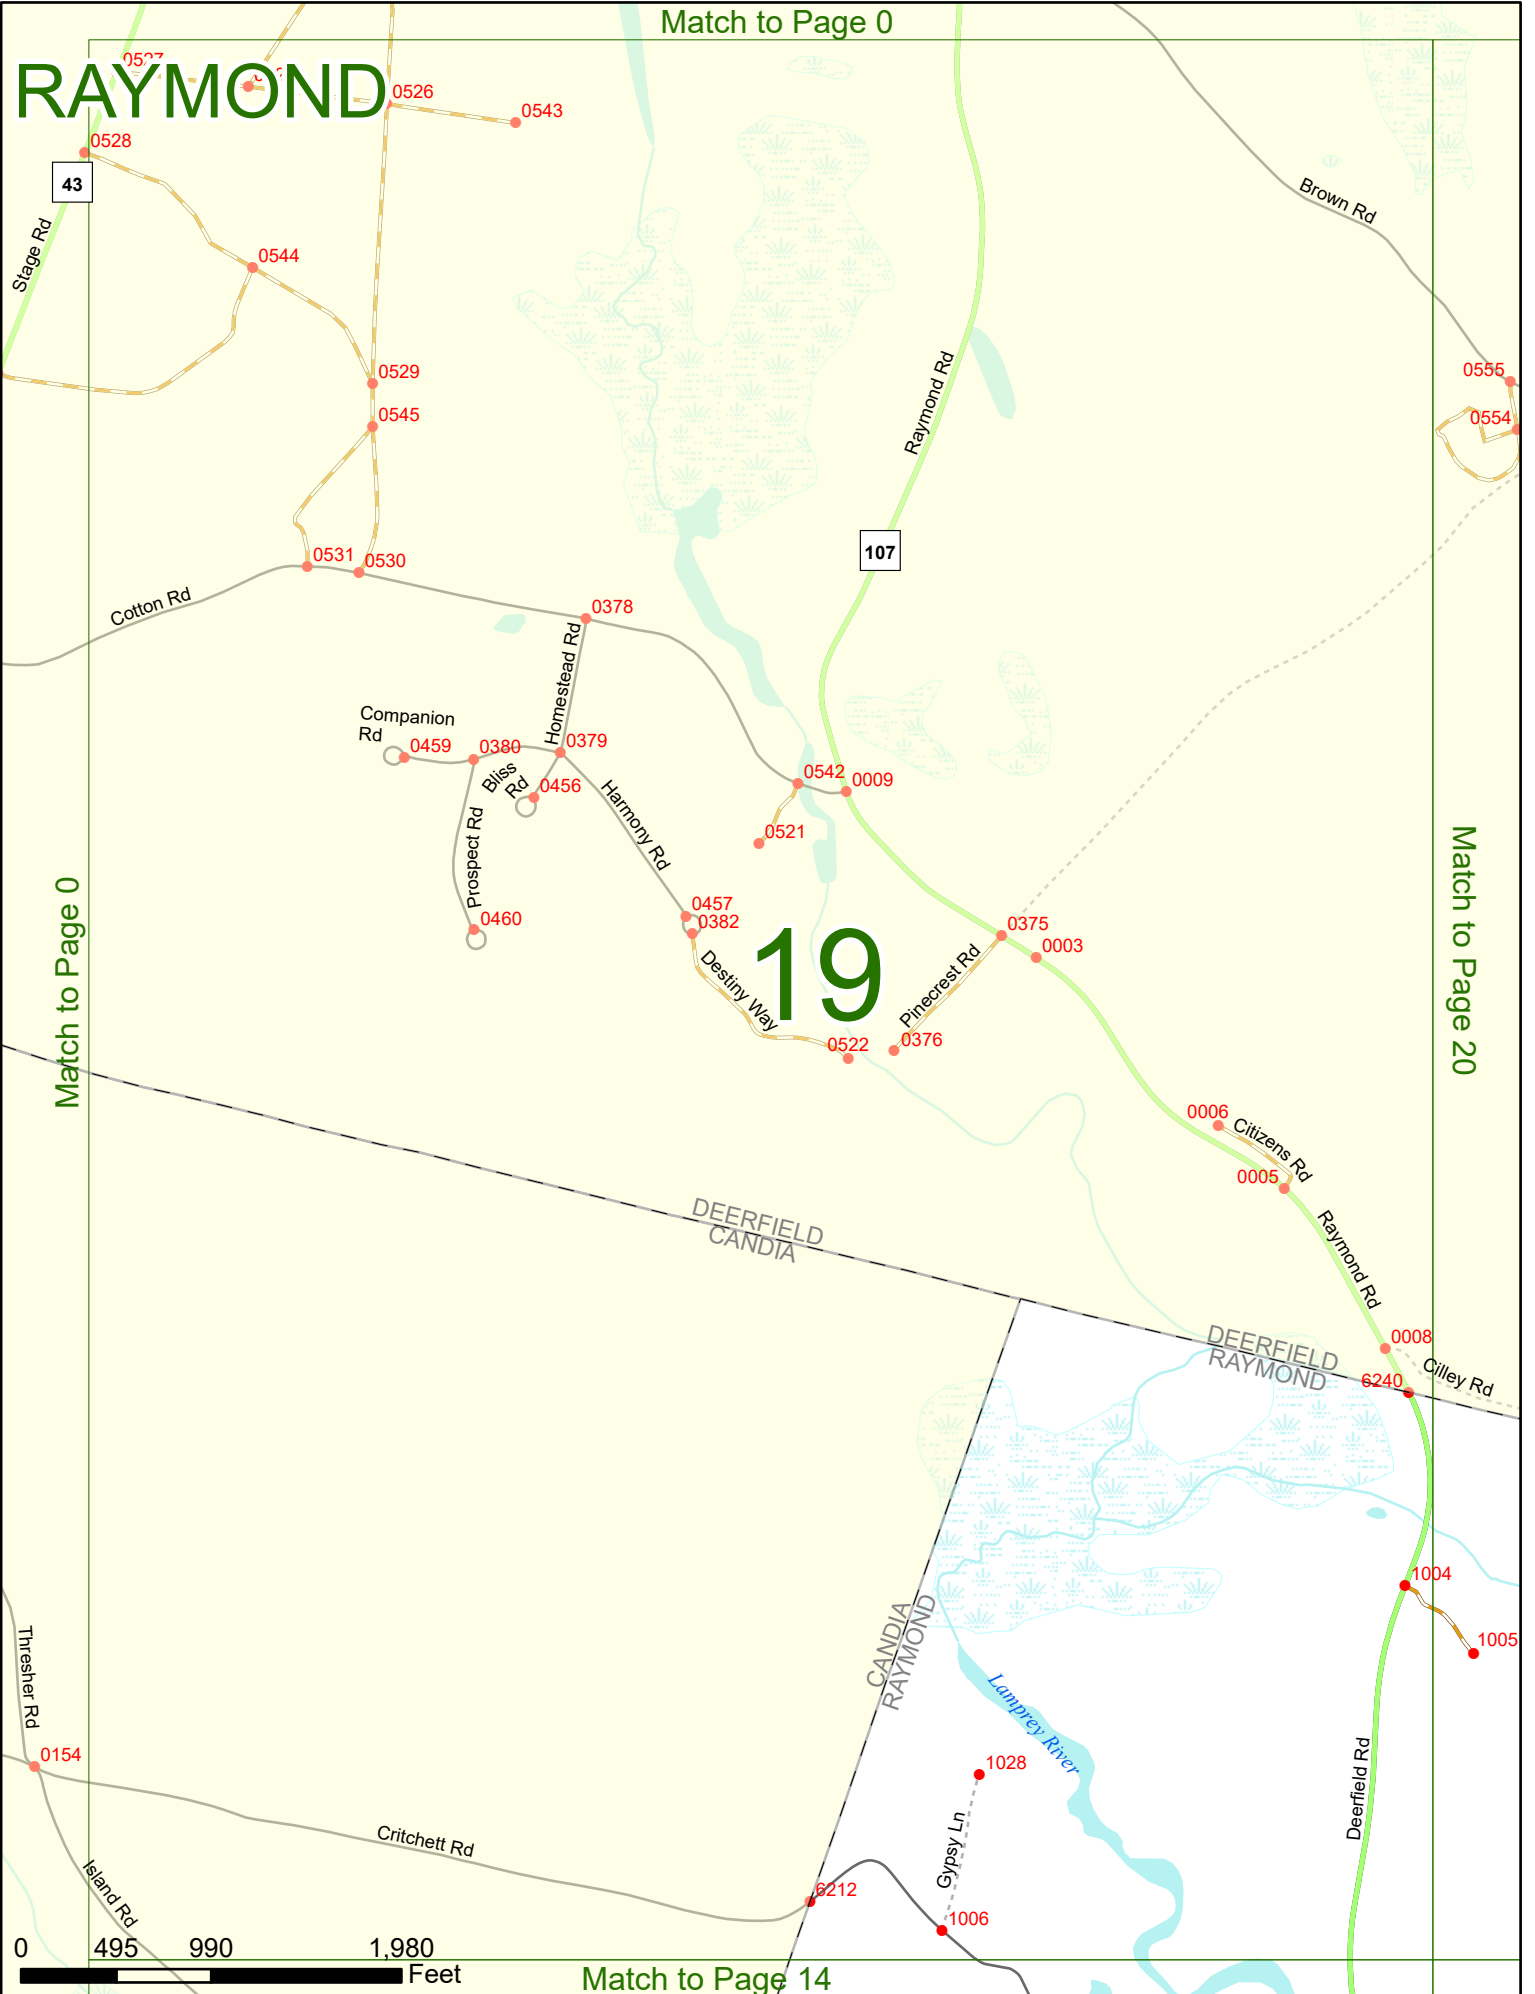 Match to Page 0
0527
RAYMOND
0526
0543
0528
43
Stage Rd
Brown Rd
0544
0529
0545
Raymond Rd
0555
0554
107
0531
0530
Cotton Rd
0378
Homestead Rd
Companion
Rd
0459
0380
0379
Bliss
Rd
0456
0542
0009
Harmony Rd
Prospect Rd
0521
0457
0382
0460
19
0375
0003
Pinecrest Rd
Destiny Way
0522
0376
Match to Page 0
Match to Page 20
0006
Citizens Rd
0005
Raymond Rd
DEERFIELD
CANDIA
DEERFIELD
RAYMOND
0008
Cilley Rd
6240
1004
1005
CANDIA
RAYMOND
Thresher Rd
Lamprey River
0154
1028
Deerfield Rd
Critchett Rd
Gypsy Ln
Island Rd
6212
1006
0 495 990 1,980
Feet
Match to Page 14